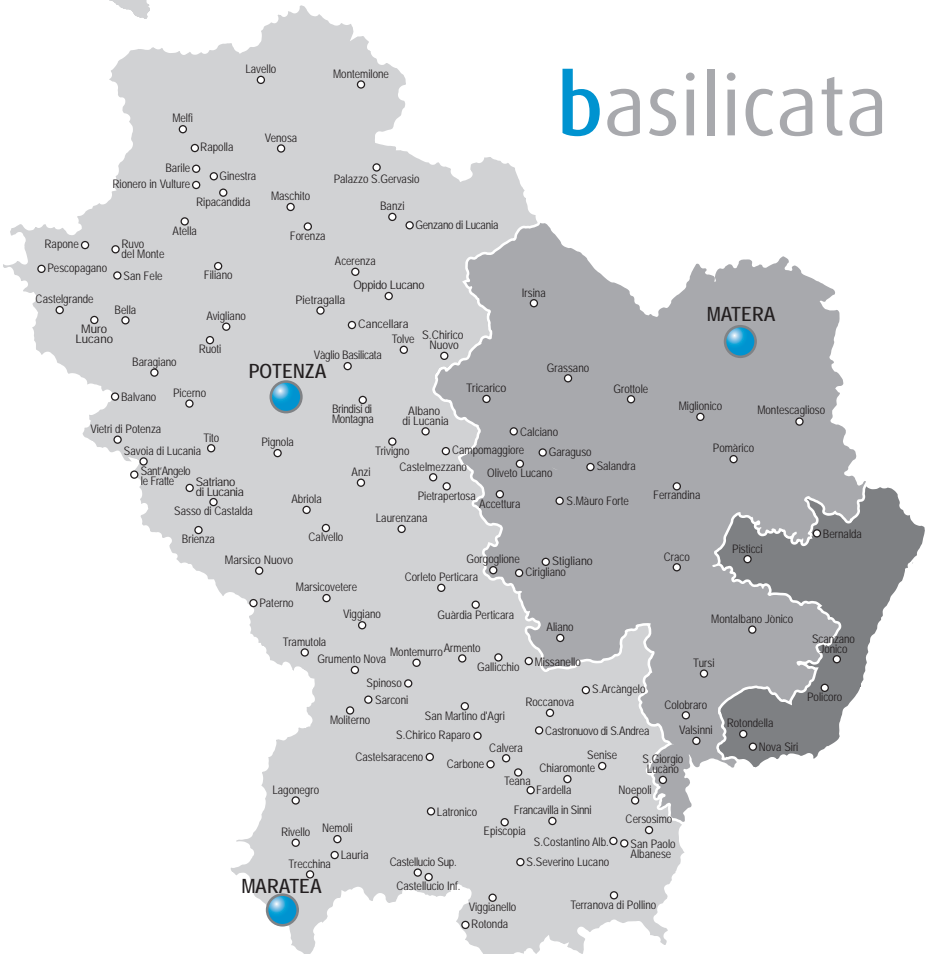 basilicata
Lavello
Montemilone
Melfi
Rapolla
Venosa
Barile
Ginestra
Rionero in Vulture
Palazzo S.Gervasio
Ripacandida
Maschito
Banzi
Genzano di Lucania
Atella
Forenza
Rapone
Ruvo
del Monte
Pescopagano
San Fele
Filiano
Acerenza
Oppido Lucano
Irsina
Castelgrande
Bella
Pietragalla
Muro
Lucano
Avigliano
Cancellara
MATERA
Ruoti
Tolve
S.Chirico
Nuovo
Baragiano
Vàglio Basilicata
POTENZA
Grassano
Tricarico
Grottole
Balvano
Picerno
Brindisi di
Montagna
Albano
di Lucania
Miglionico
Montescaglioso
Vietri di Potenza
Tito
Pignola
Trivigno
Calciano
Savoia di Lucania
Campomaggiore
Garaguso
Pomàrico
Sant'Angelo
le Fratte
Satriano
di Lucania
Anzi
Castelmezzano
Oliveto Lucano
Salandra
Sasso di Castalda
Abriola
Pietrapertosa
Accettura
S.Màuro Forte
Ferrandina
Brienza
Calvello
Laurenzana
Bernalda
Pisticci
Marsico Nuovo
Gorgoglione
Stigliano
Cirigliano
Craco
Corleto Perticara
Paterno
Marsicovetere
Guàrdia Perticara
Viggiano
Aliano
Montalbano Jònico
Tramutola
Grumento Nova
Montemurro
Armento
Gallicchio
Missanello
Scanzano
Jonico
Tursi
Spinoso
Sarconi
S.Arcàngelo
Policoro
Moliterno
San Martino d'Agri
Roccanova
Colobraro
S.Chirico Raparo
Castronuovo di S.Andrea
Valsinni
Rotondella
Nova Siri
Castelsaraceno
Calvera
Carbone
Senise
Chiaromonte
Teana
S.Giorgio
Lucano
Fardella
Noepoli
Lagonegro
Latronico
Francavilla in Sinni
Episcopia
Cersosimo
Rivello
Nemoli
S.Costantino Alb.
San Paolo
Albanese
Lauria
Trecchina
Castellucio Sup.
Castellucio Inf.
S.Severino Lucano
MARATEA
Viggianello
Terranova di Pollino
Rotonda